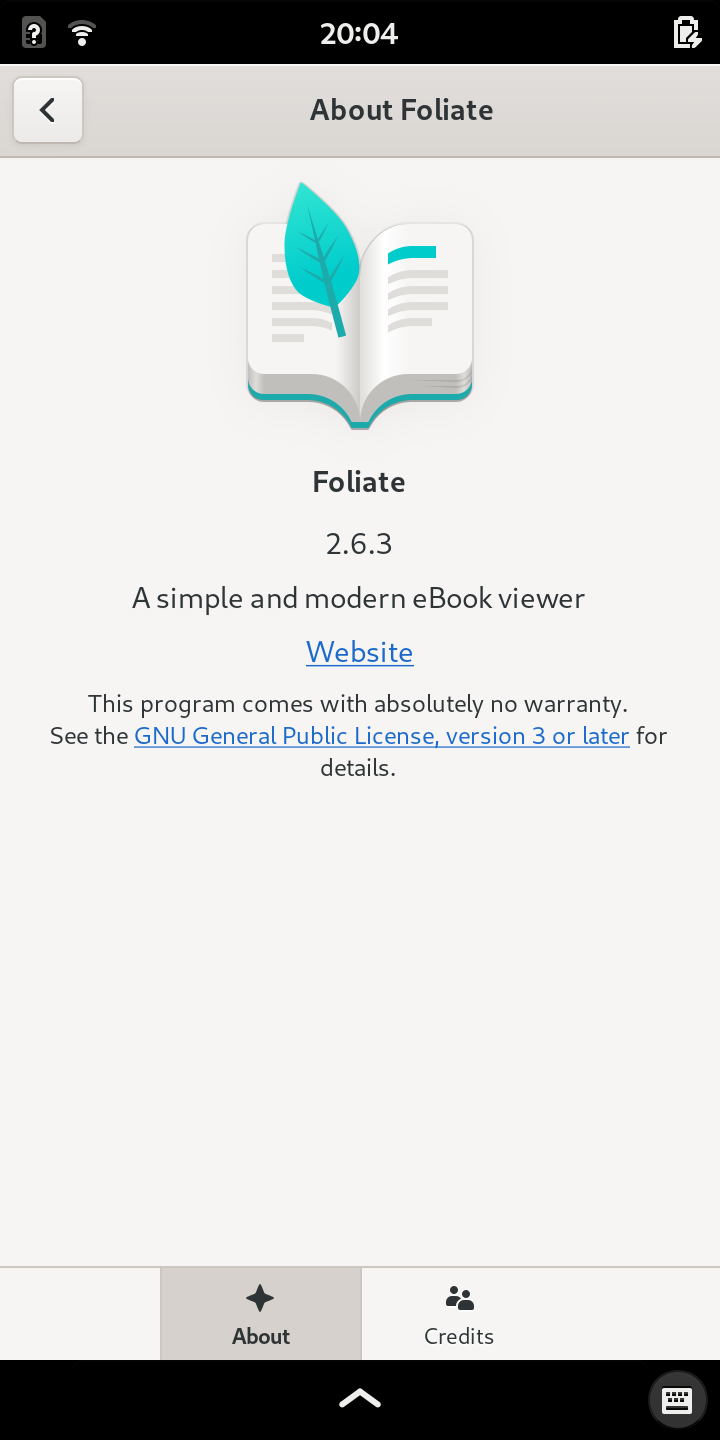 20:04
About Foliate
Foliate
2.6.3
A simple and modern eBook viewer
Website
This program comes with absolutely no warranty.
See the GNU General Public License, version 3 or later for
details.
About
Credits